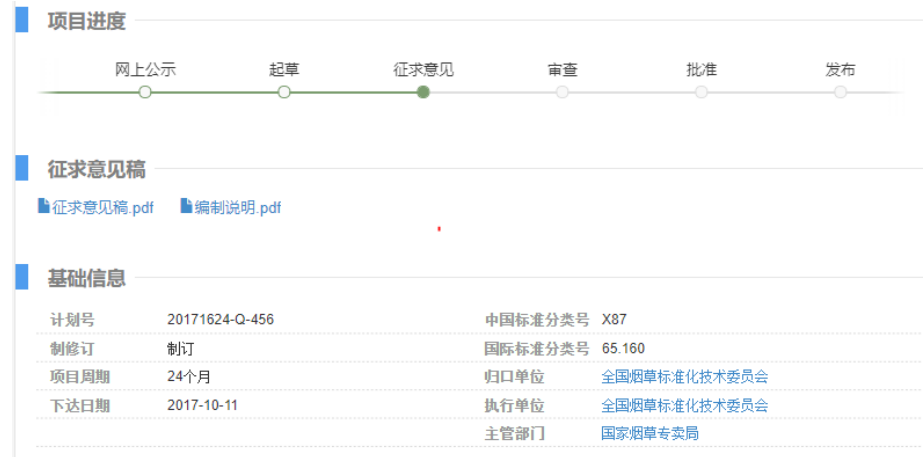 项目进度
网上公示 起草 征求意见 审查 批准 发布
征求意见稿
征求意见稿.pdf 编制说明.pdf
基础信息
计划号 20171624-Q-456 中国标准分类号 X87
制修订 制订 国际标准分类号 65.160
项目周期 24个月 归口单位 全国烟草标准化技术委员会
下达日期 2017-10-11 执行单位 全国烟草标准化技术委员会
主管部门 国家烟草专卖局